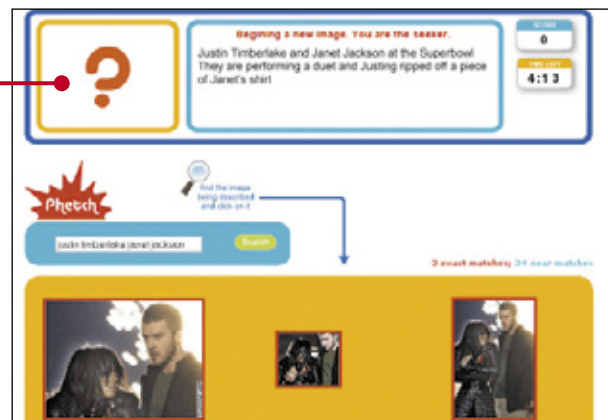 Begining a new image. You are the seeker.
Justin Timberlake and Janet Jackson at the Superbowl
They are performing a duet and Justing ripped off a piece
of Janet's shirt
SCORE
0
TIME LEFT
4:13
Phetch
find the image
being described
and click on it
justin timberlake janet jackson
Search
3 exact matches; 34 near matches